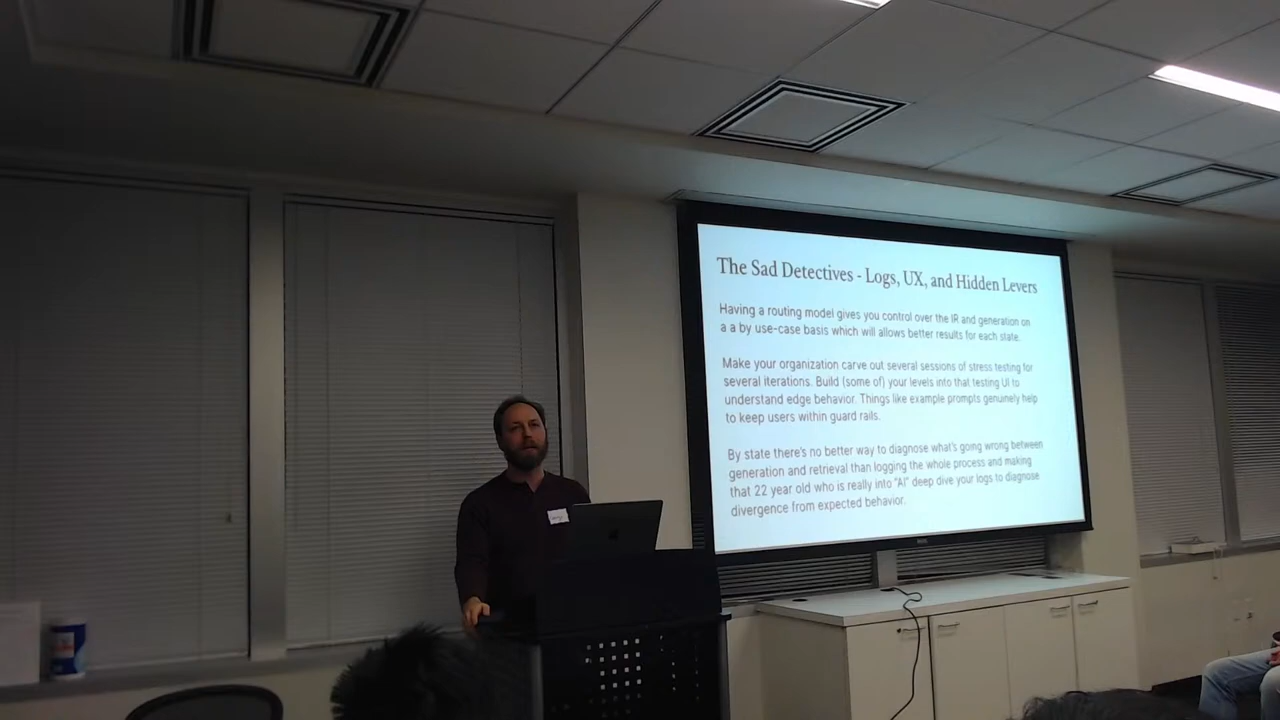 The Sad Detectives - Logs, UX, and Hidden Levers
Having a routing model gives you control over the IR and generation on
a a by use-case basis which will allows better results for each state.
Make your organization carve out several sessions of stress testing for
several iterations. Build (some of) your levels into that testing UI to
understand edge behavior. Things like example prompts genuinely help
to keep users within guard rails.
By state there's no better way to diagnose what's going wrong between
generation and retrieval than logging the whole process and making
that 22 year old who is really into "AI" deep dive your logs to diagnose
divergence from expected behavior.